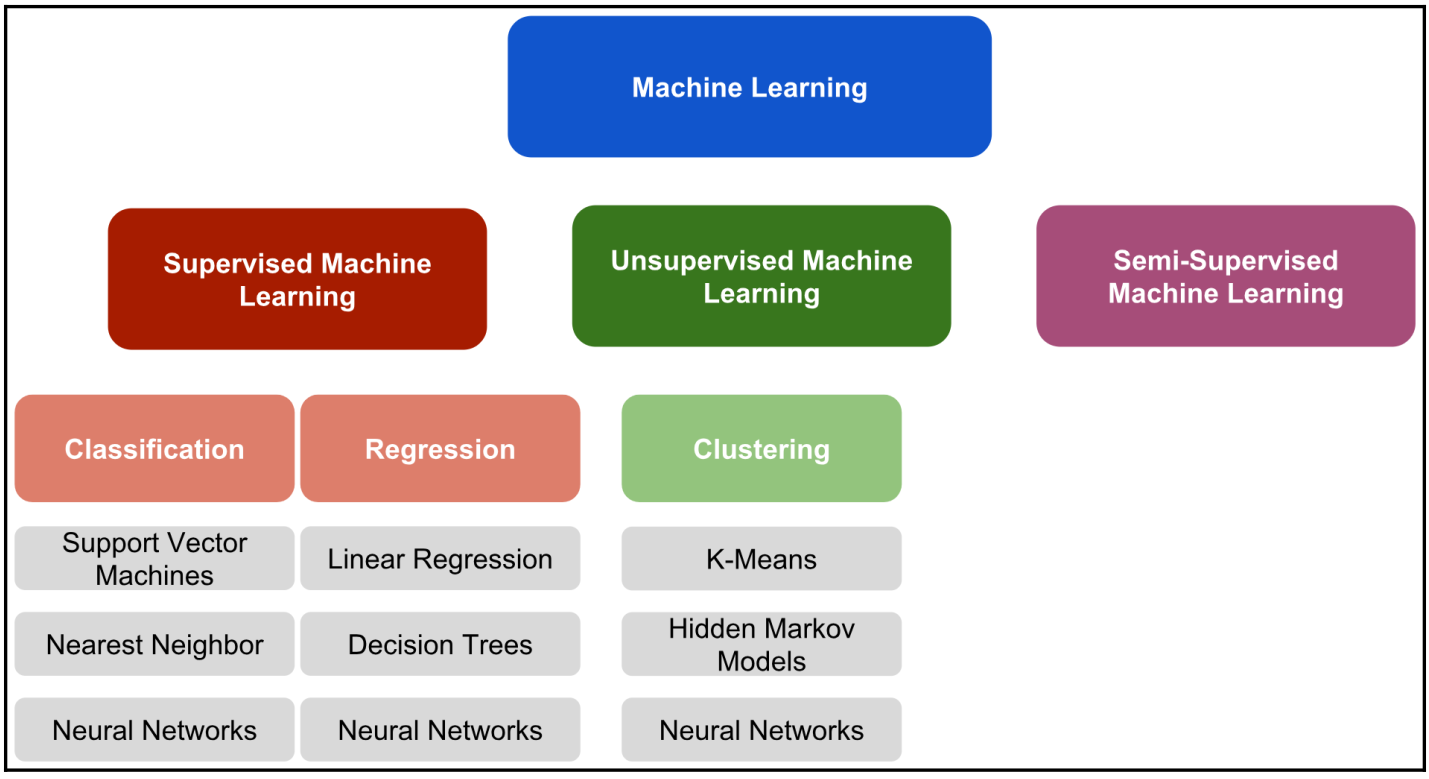 Machine Learning
Supervised Machine
Learning
Unsupervised Machine
Learning
Semi-Supervised
Machine Learning
Classification
Regression
Clustering
Support Vector
Machines
Linear Regression
K-Means
Nearest Neighbor
Decision Trees
Hidden Markov
Models
Neural Networks
Neural Networks
Neural Networks